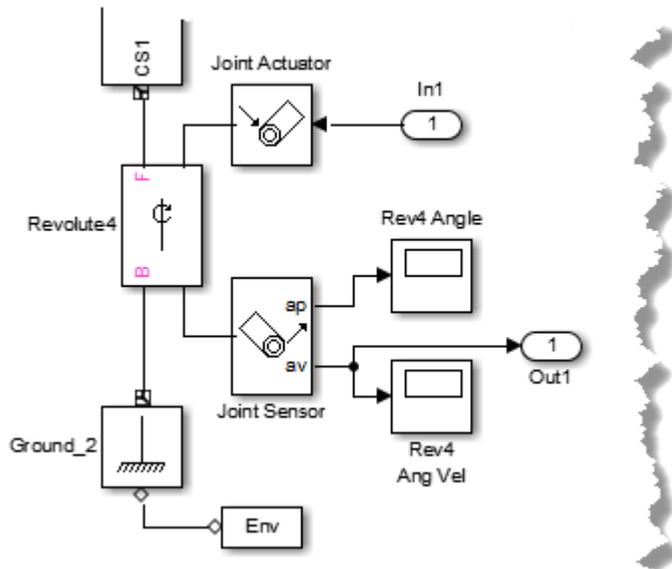 CS1
Joint Actuator
In1
1
F
Revolute4
B
Rev4 Angle
ap
av
1
Out1
Joint Sensor
Rev4
Ang Vel
Ground_2
Env